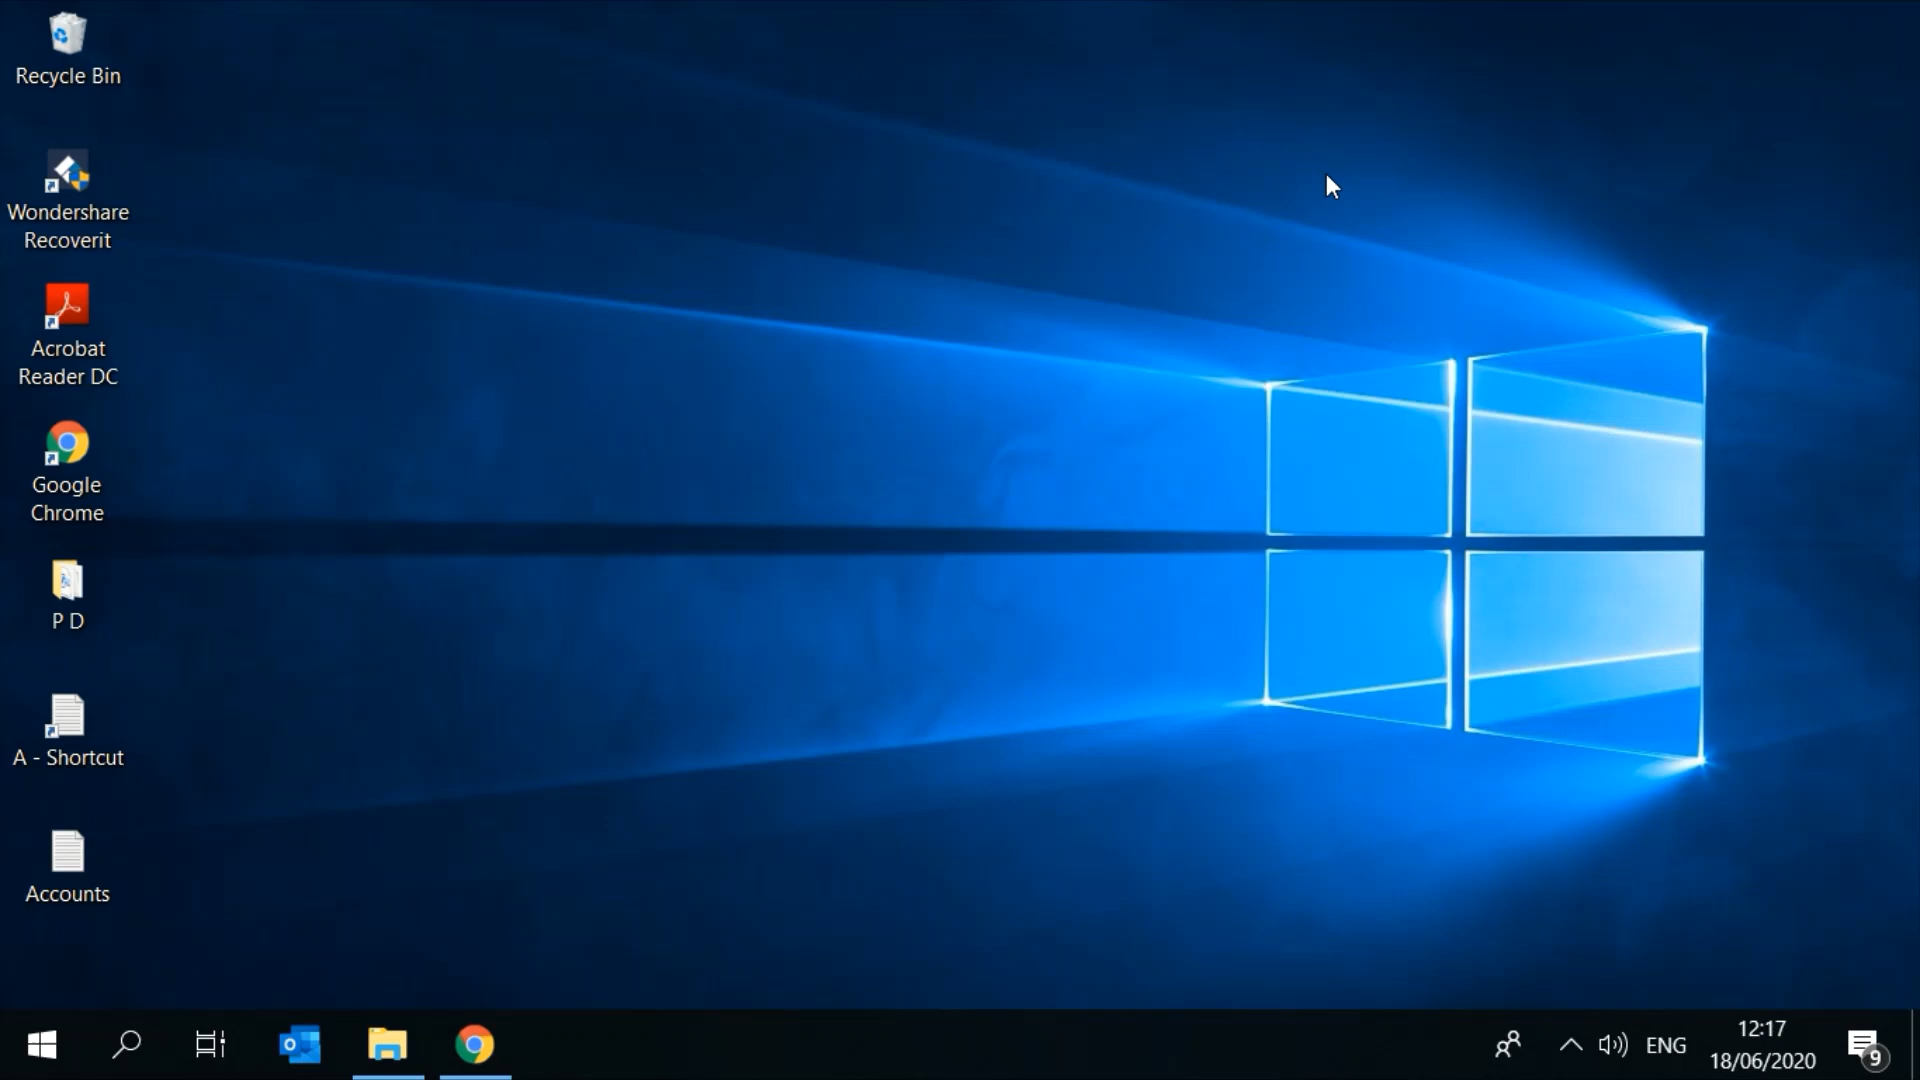 Recycle Bin
Wondershare
Recoverit
Acrobat
Reader DC
Google
Chrome
P D
A - Shortcut
Accounts
ENG
12:17
18/06/2020
9